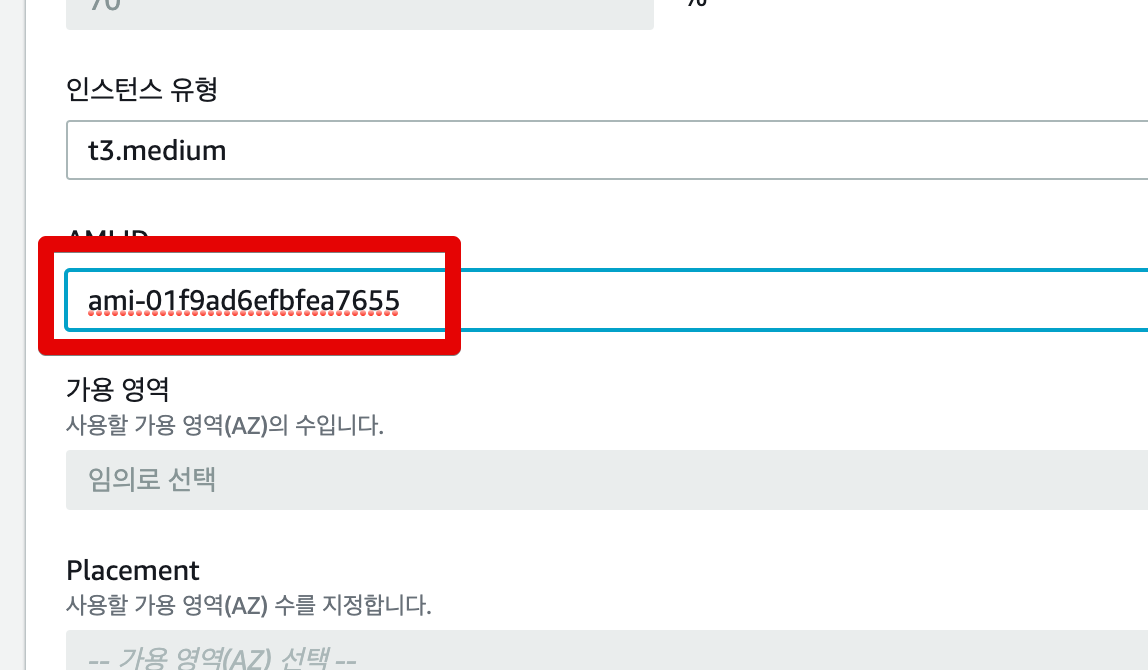 70
%
인스턴스 유형
t3.medium
AMI ID
ami-01f9ad6efbfea7655
가용 영역
사용할 가용 영역(AZ)의 수입니다.
임의로 선택
Placement
사용할 가용 영역(AZ) 수를 지정합니다.
-- 가용 영역(AZ) 선택 --